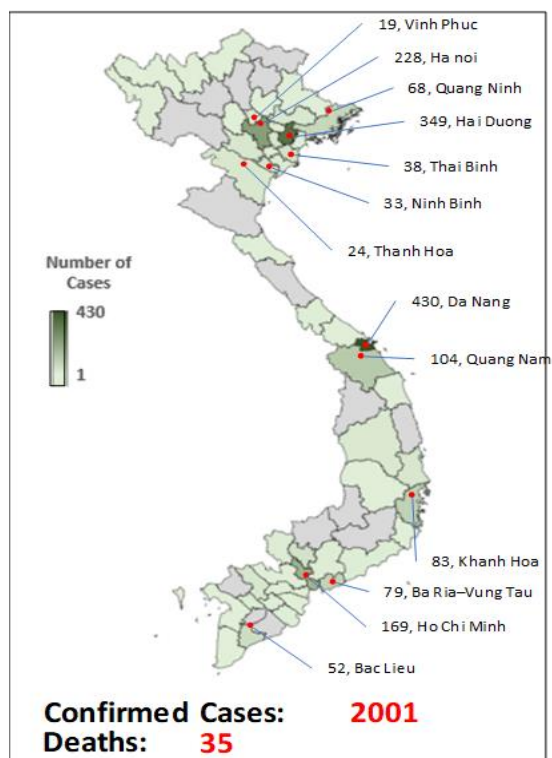 19, Vinh Phuc
228, Ha noi
68, Quang Ninh
349, Hai Duong
38, Thai Binh
33, Ninh Binh
24, Thanh Hoa
Number of
Cases
430
1
430, Da Nang
104, Quang Nam
83, Khanh Hoa
79, Ba Ria–Vung Tau
169, Ho Chi Minh
52, Bac Lieu
Confirmed Cases: 2001
Deaths: 35